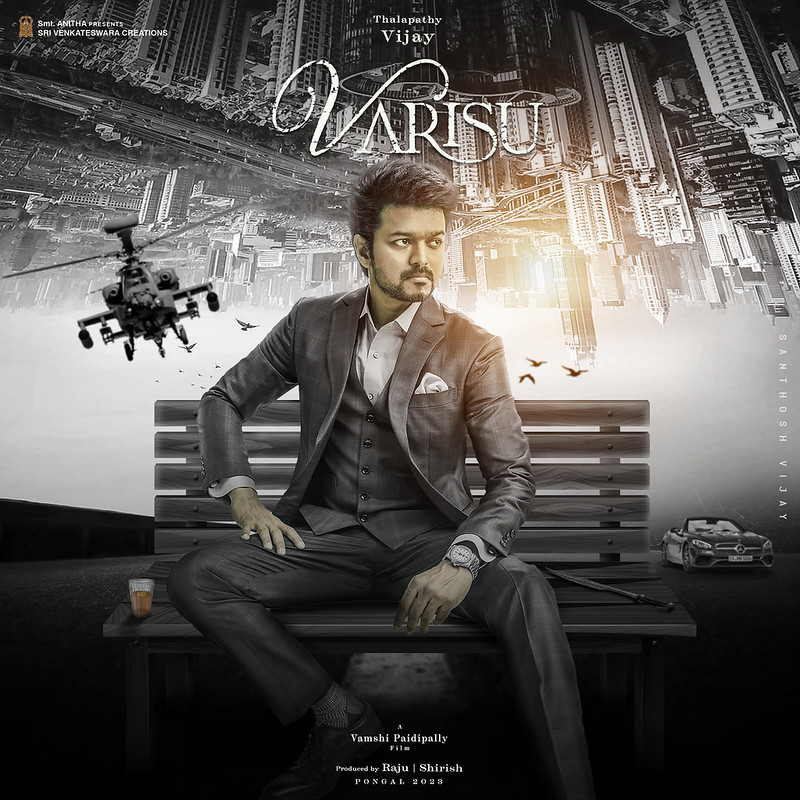 Smt. ANITHA PRESENTS
SRI VENKATESWARA CREATIONS
Thalapathy
Vijay
VARISU
SANTHOSH VIJAY
A
Vamshi Paidipally
Film
Produced by Raju | Shirish
PONGAL 2023